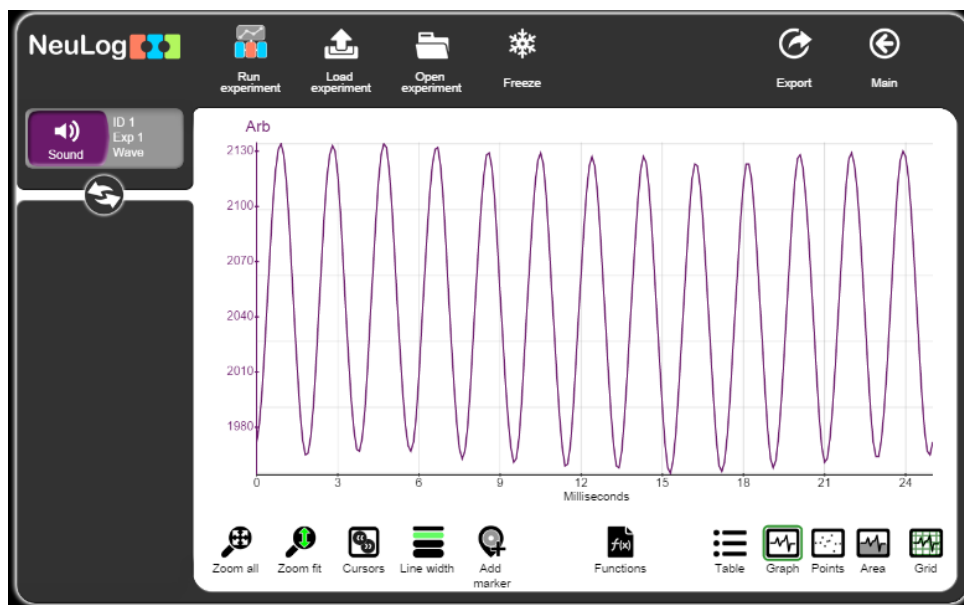 NeuLog
Run
experiment
Load
experiment
Open
experiment
Freeze
Export
Main
Sound
ID 1
Exp 1
Wave
Arb
2130
2100
2070
2040
2010
1980
0 3 6 9 12 15 18 21 24
Milliseconds
Zoom all
Zoom fit
Cursors
Line width
Add
marker
f(x)
Functions
Table
Graph
Points
Area
Grid